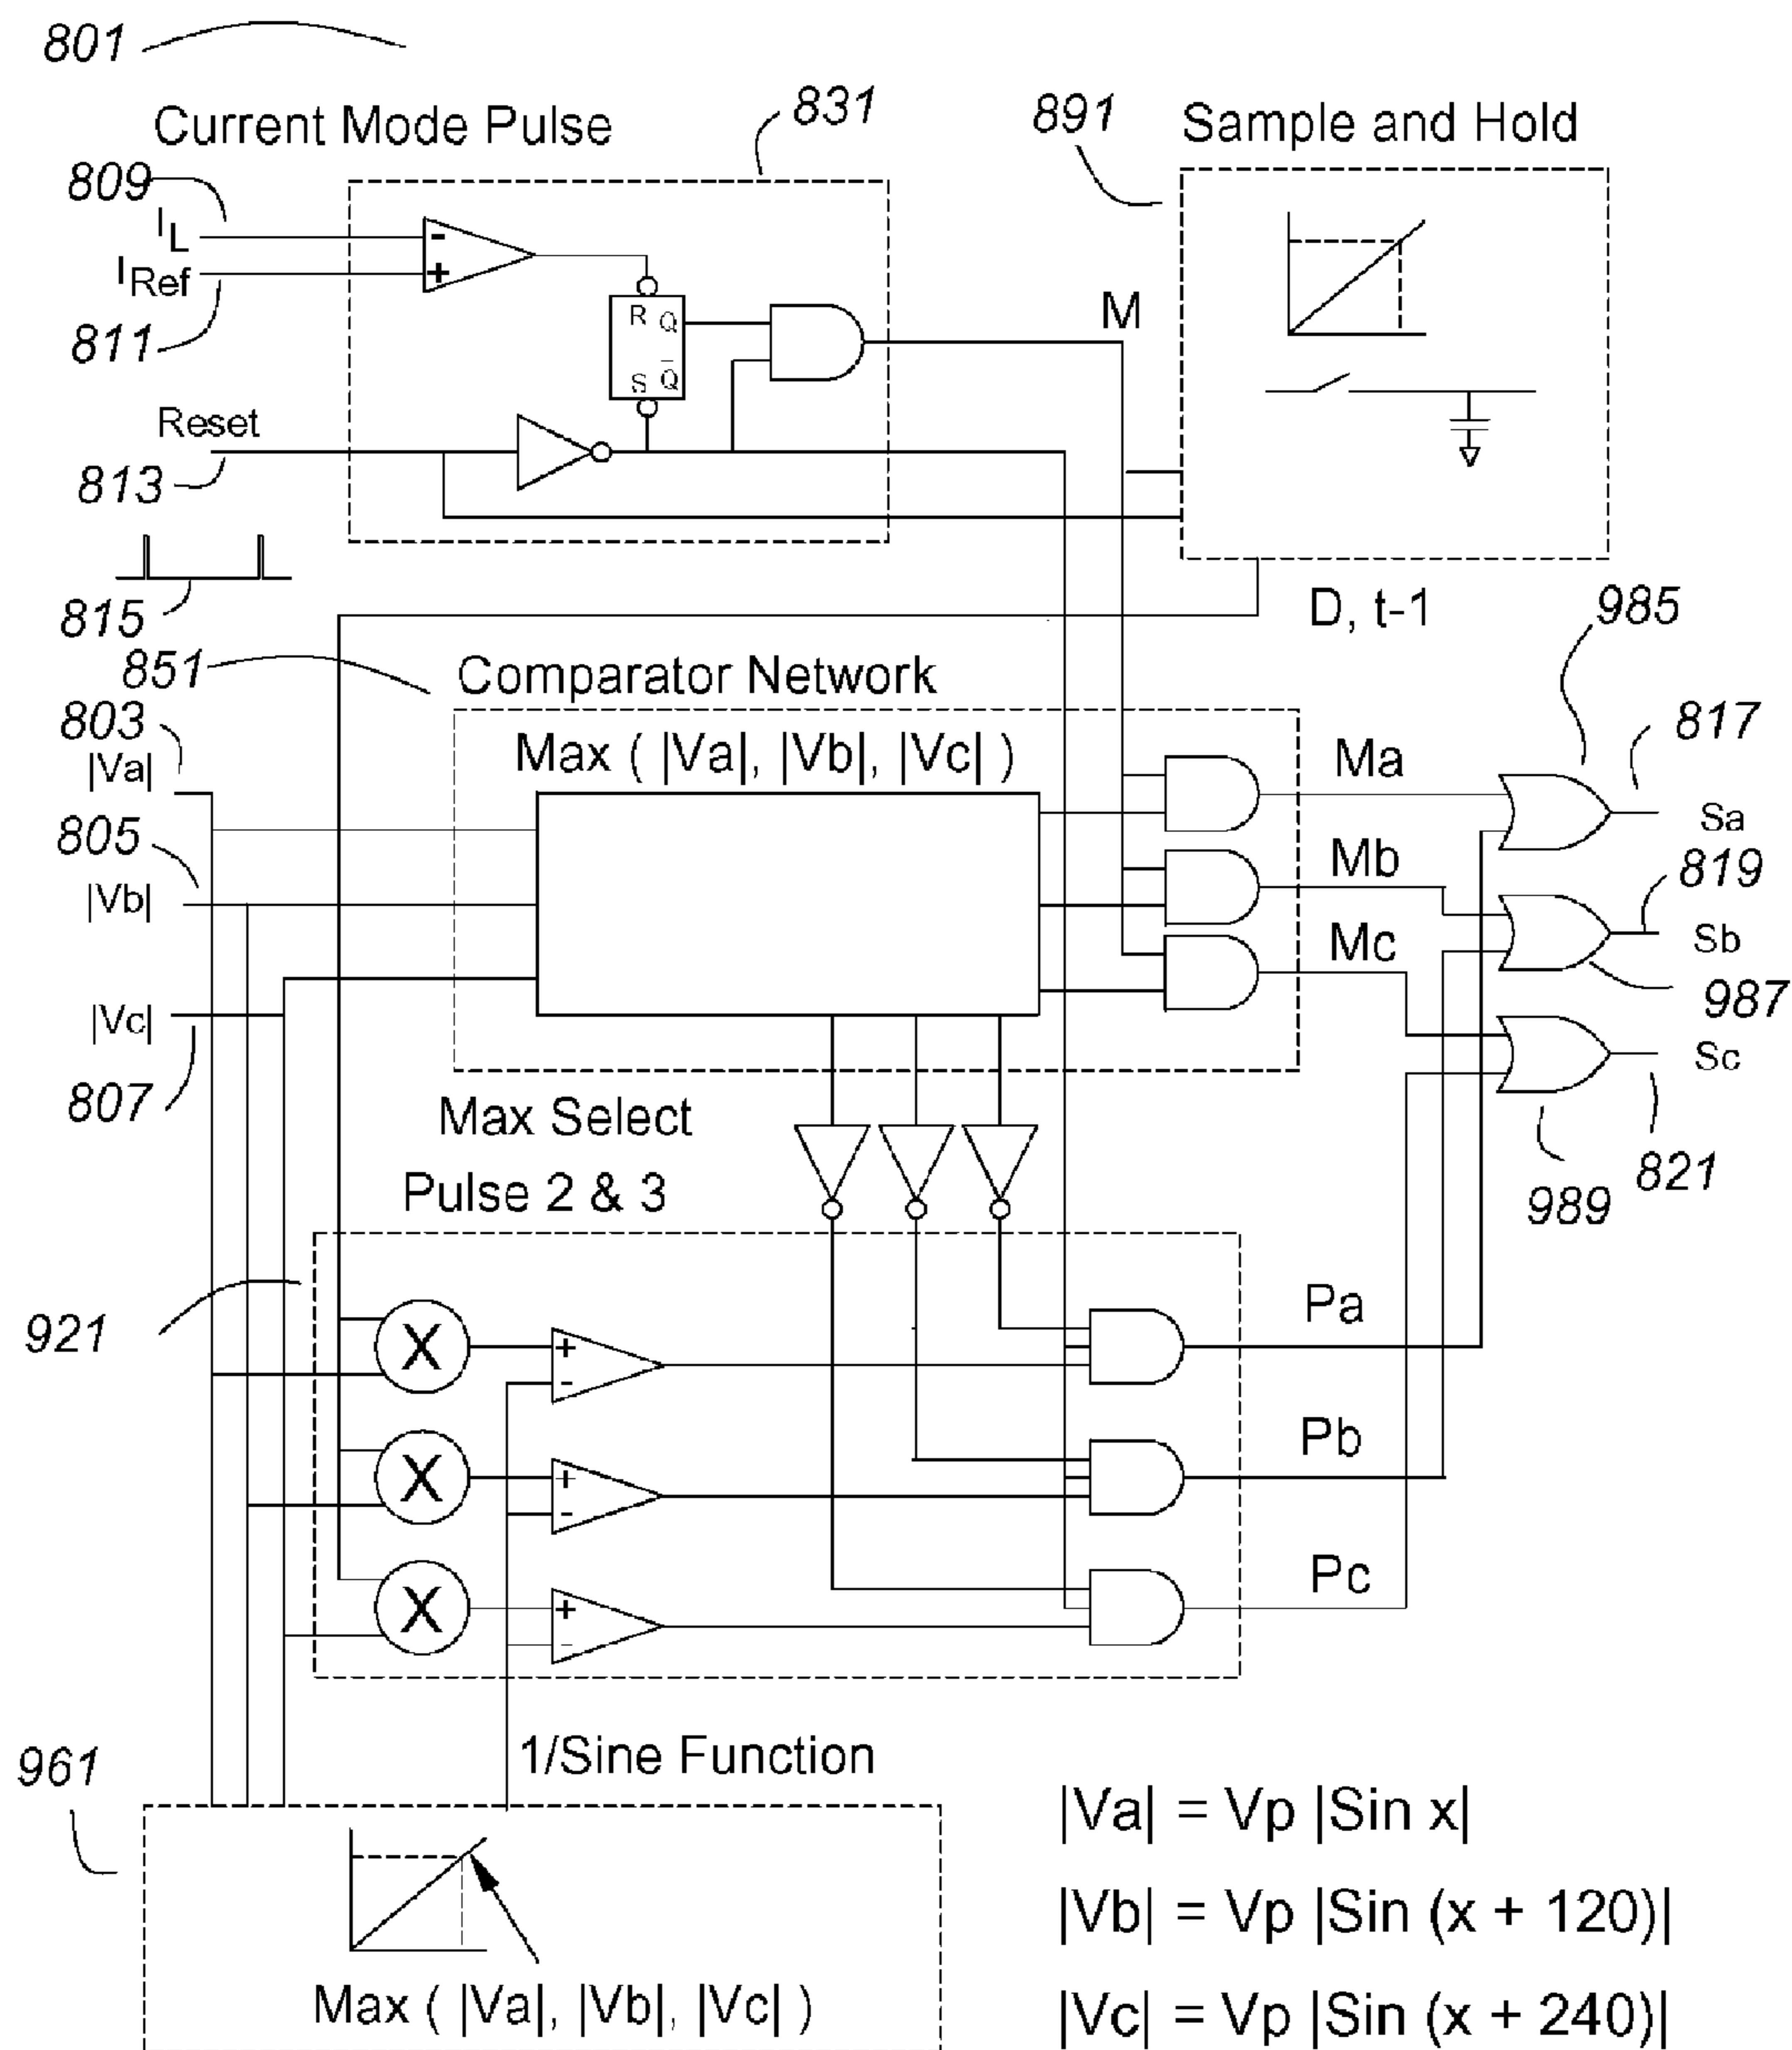 801
Current Mode Pulse
831
891
Sample and Hold
809
I_L
-
I_Ref
+
811
R Q
S Q̅
M
Reset
813
815
D, t-1
985
851
Comparator Network
803
817
|Va|
Max ( |Va|, |Vb|, |Vc| )
Ma
Sa
805
Mb
819
|Vb|
Mc
Sb
987
|Vc|
Sc
807
Max Select
821
Pulse 2 & 3
989
921
Pa
X
+
-
Pb
X
+
-
Pc
X
+
-
961
1/Sine Function
|Va| = Vp |Sin x|
|Vb| = Vp |Sin (x + 120)|
Max ( |Va|, |Vb|, |Vc| )
|Vc| = Vp |Sin (x + 240)|